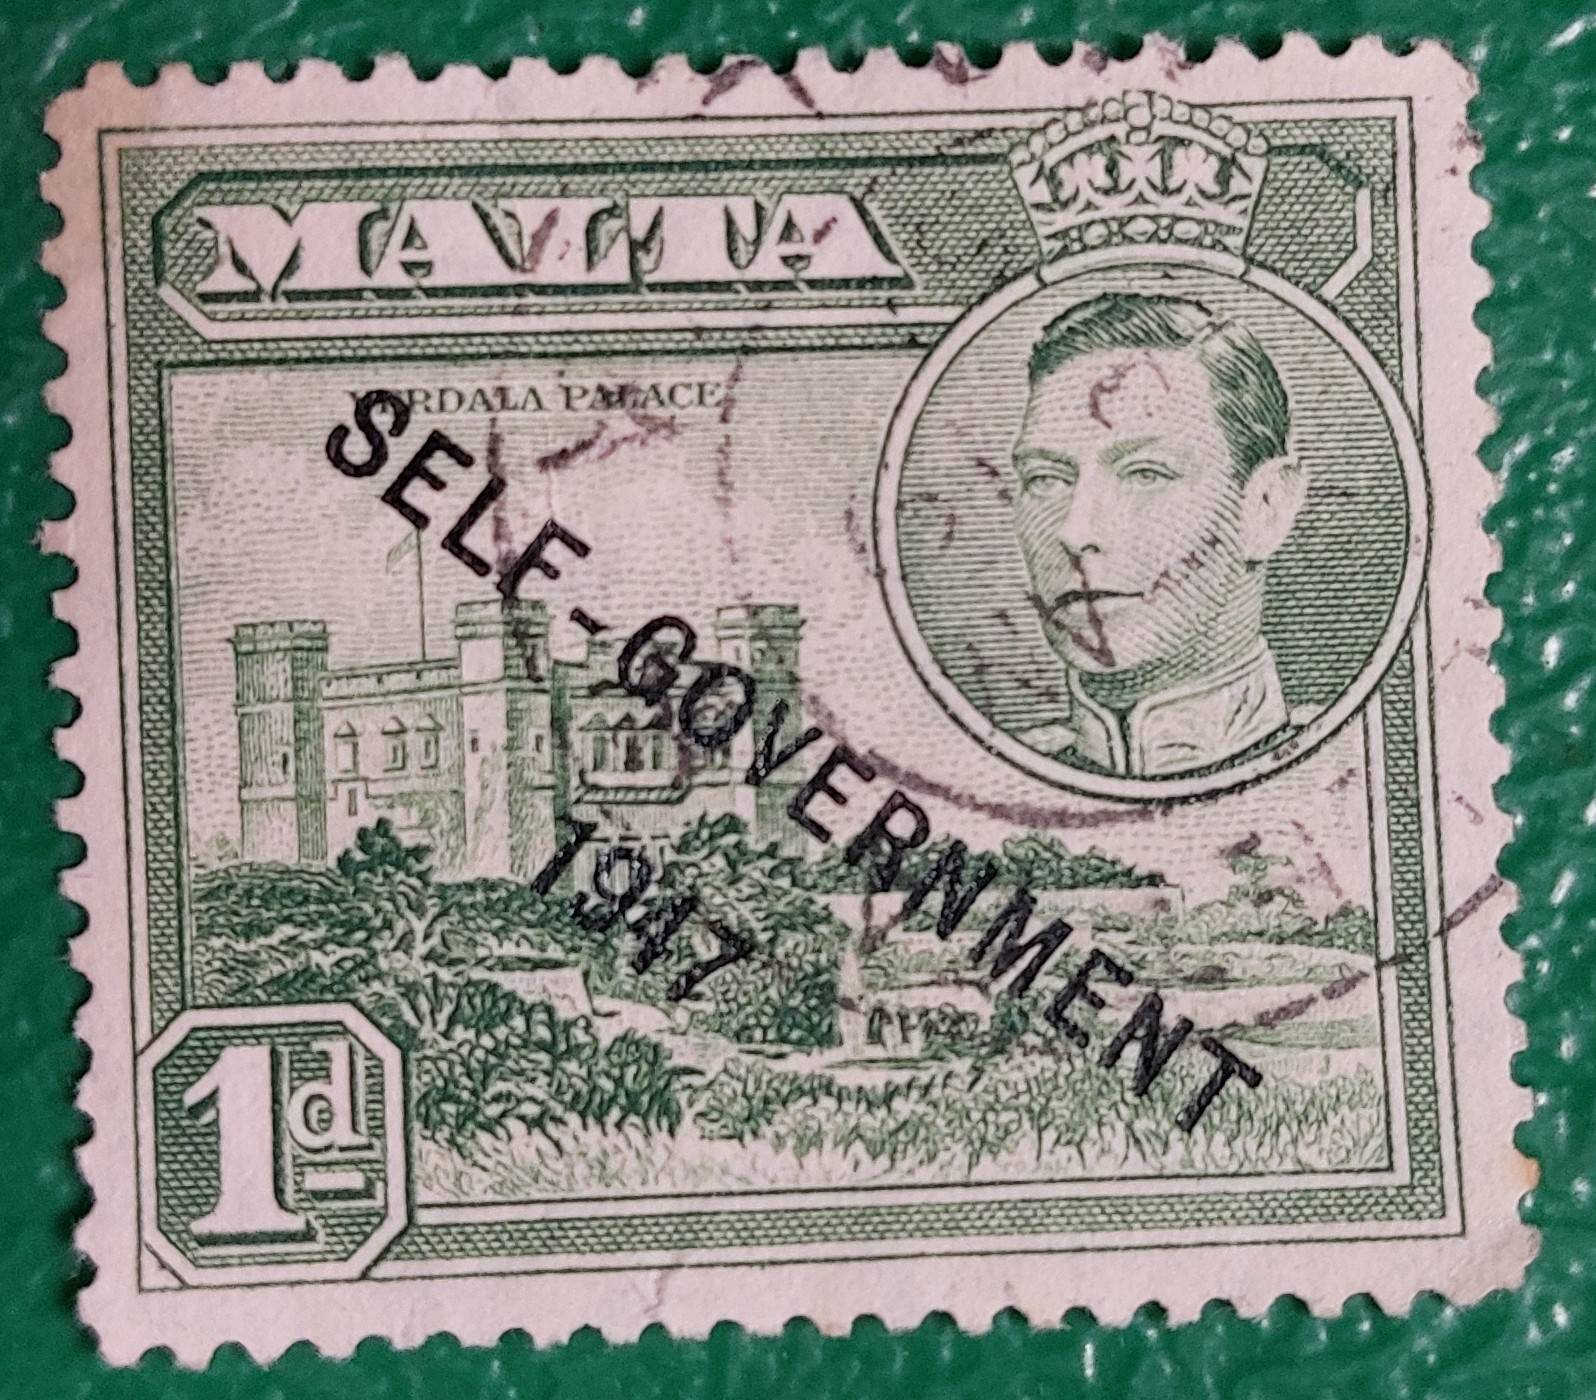 MALTA
VERDALA PALACE
SELF-GOVERNMENT
1947
1d